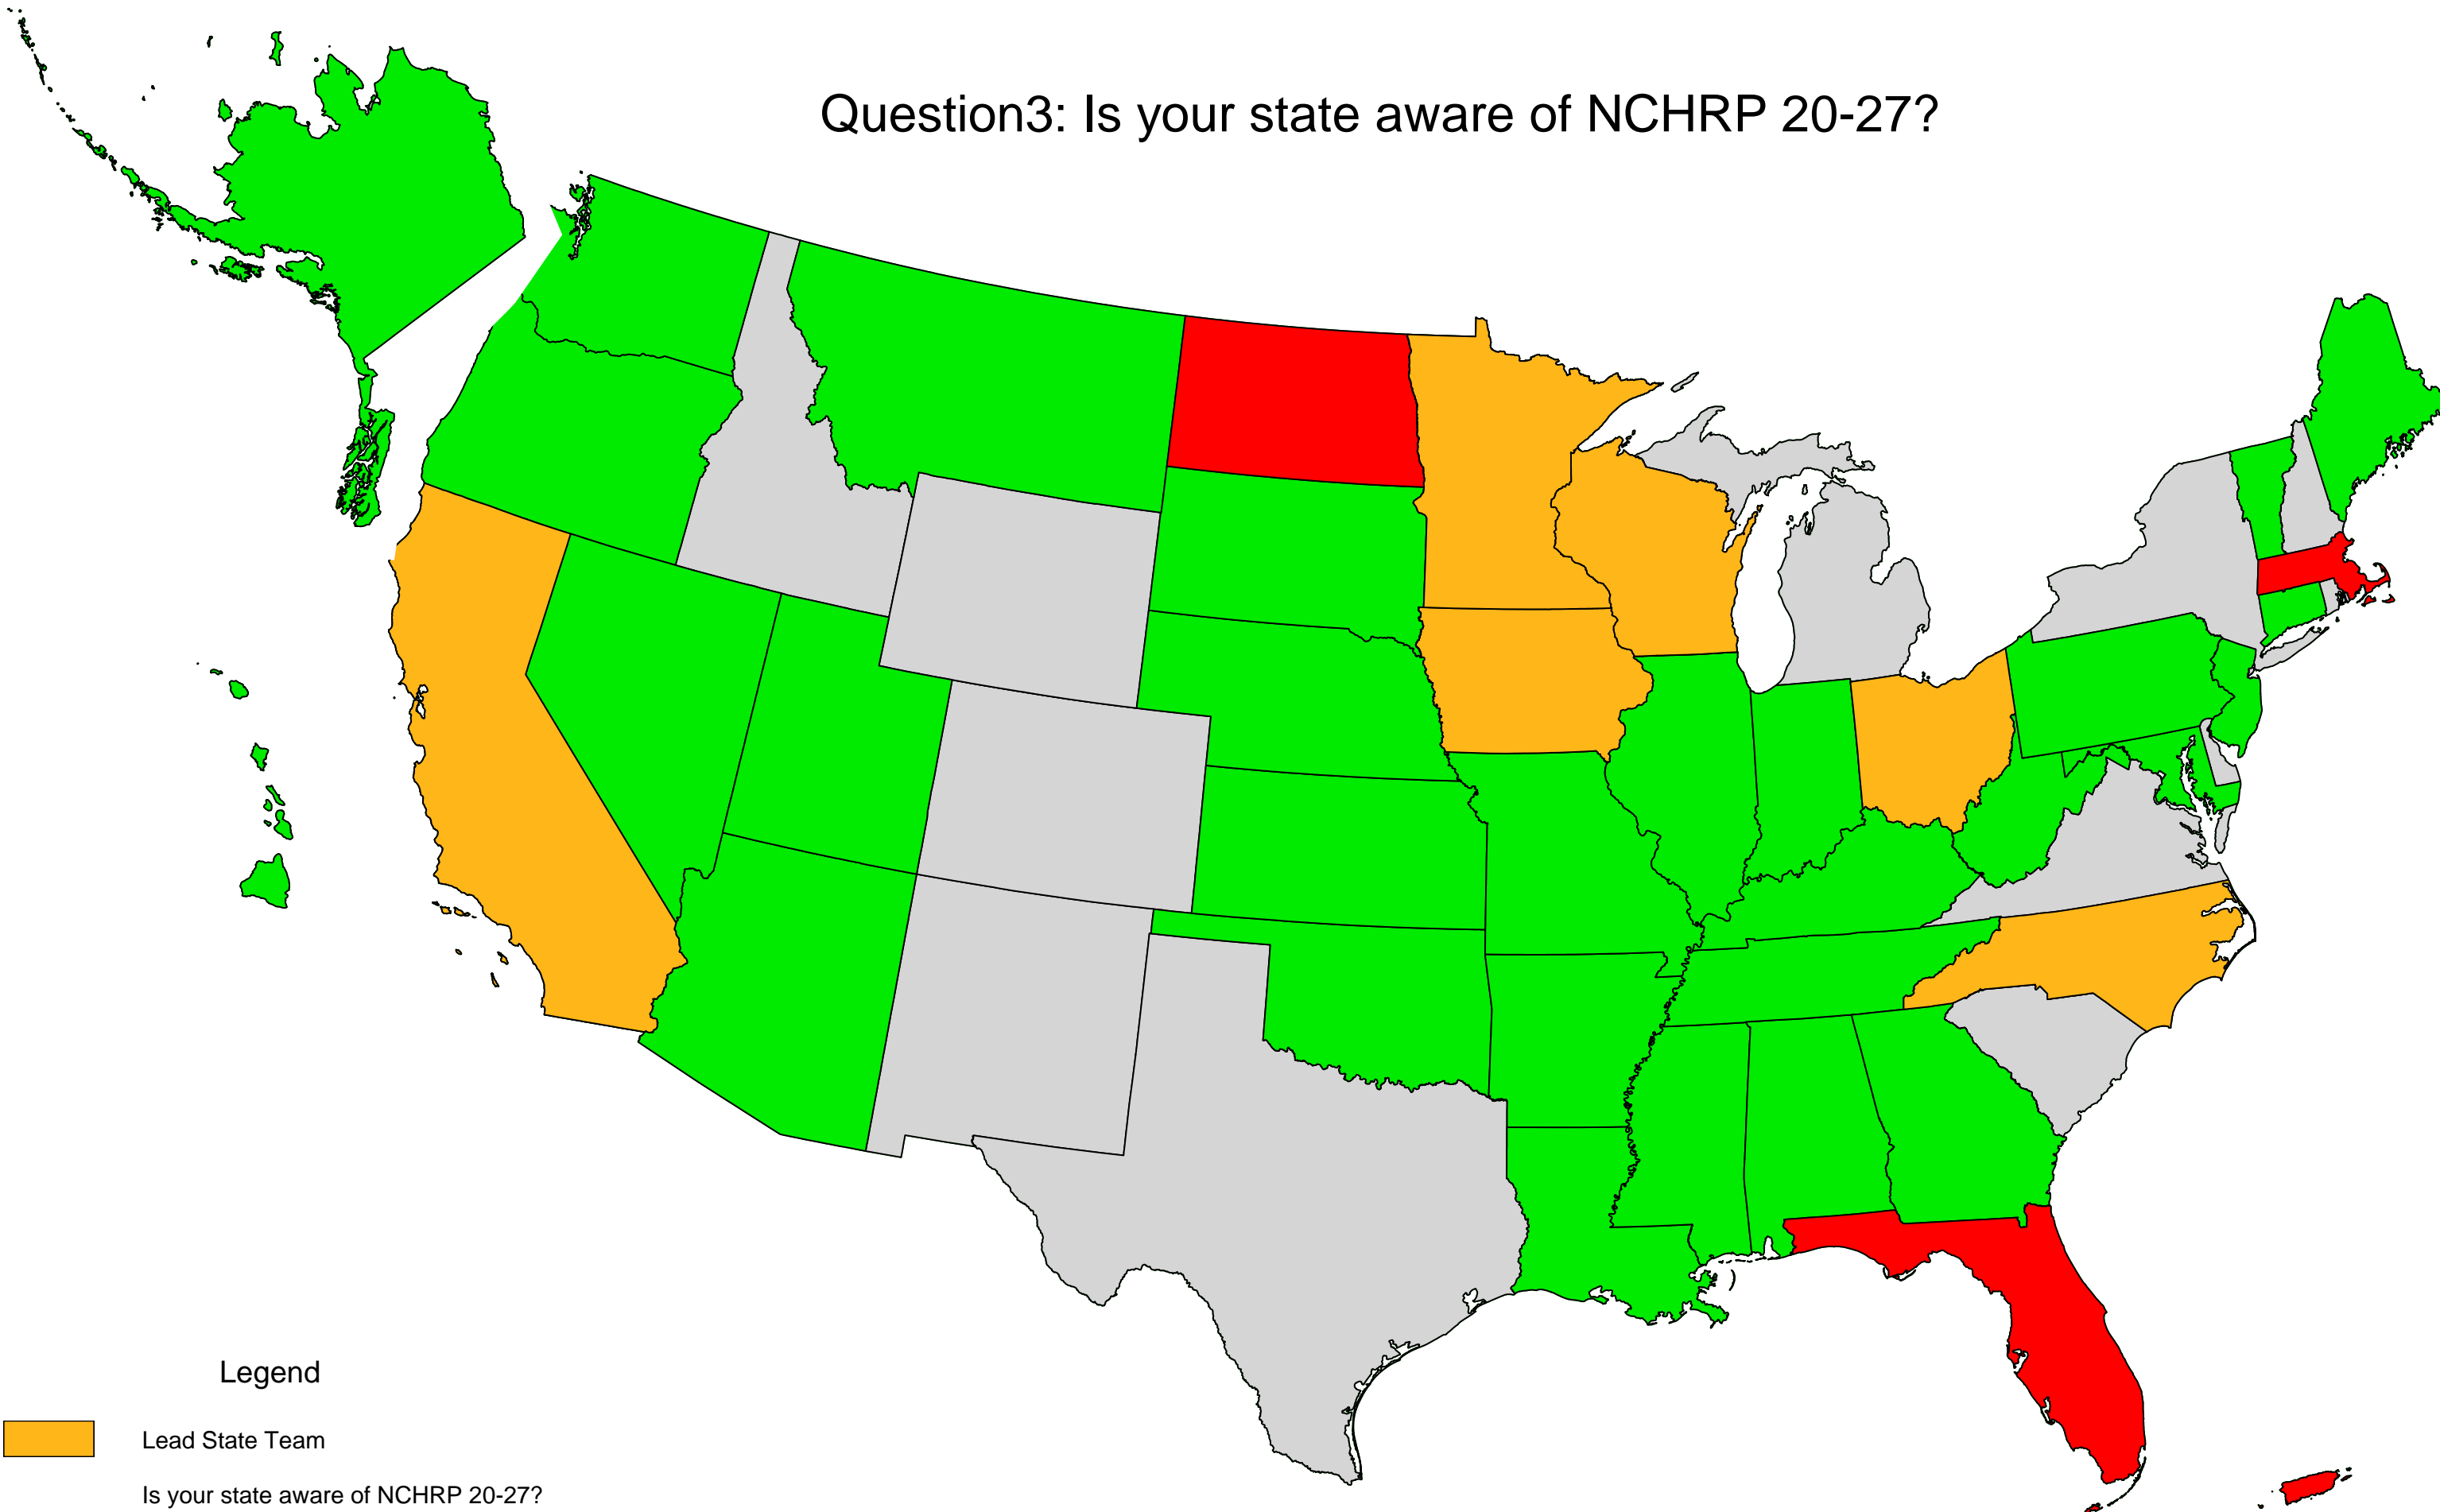 Question3: Is your state aware of NCHRP 20-27?
Legend
Lead State Team
Is your state aware of NCHRP 20-27?